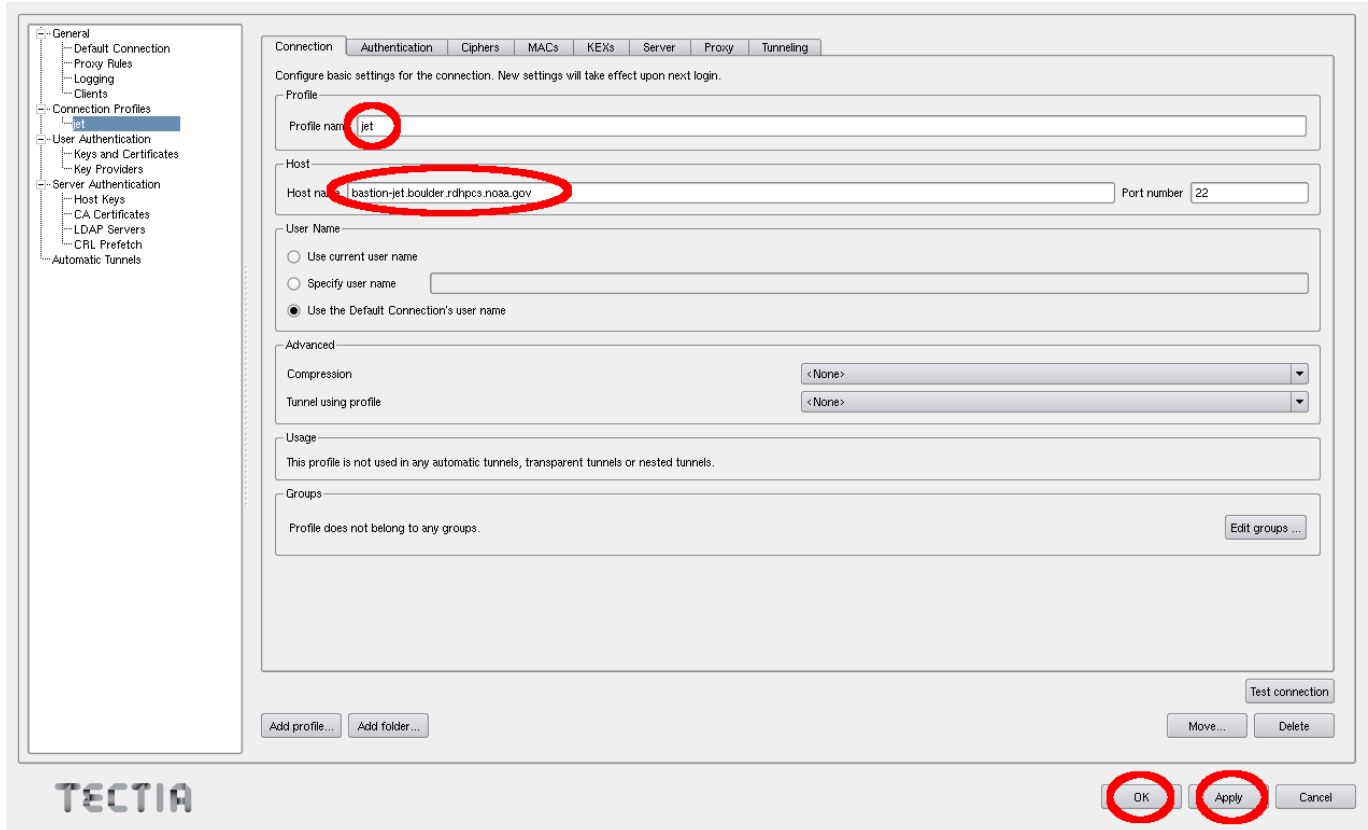 General
Default Connection
Proxy Rules
Logging
Clients
Connection Profiles
jet
User Authentication
Keys and Certificates
Key Providers
Server Authentication
Host Keys
CA Certificates
LDAP Servers
CRL Prefetch
Automatic Tunnels
Connection Authentication Ciphers MACs KEXs Server Proxy Tunneling
Configure basic settings for the connection. New settings will take effect upon next login.
Profile
Profile name jet
Host
Host name bastion-jet.boulder.rdhpcs.noaa.gov Port number 22
User Name
Use current user name
Specify user name
Use the Default Connection's user name
Advanced
Compression <None>
Tunnel using profile <None>
Usage
This profile is not used in any automatic tunnels, transparent tunnels or nested tunnels.
Groups
Profile does not belong to any groups. Edit groups ...
Test connection
Add profile... Add folder... Move... Delete
TECTIA OK Apply Cancel